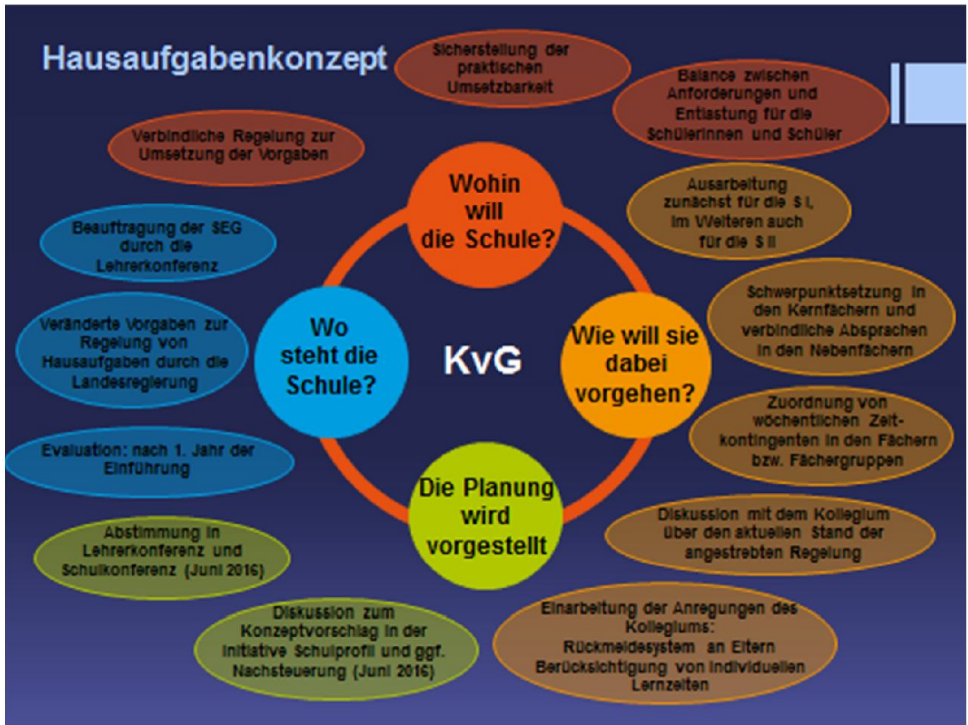 Hausaufgabenkonzept
Sicherstellung der
praktischen
Umsetzbarkeit
Balance zwischen
Anforderungen und
Entlastung für die
Schülerinnen und Schüler
Verbindliche Regelung zur
Umsetzung der Vorgaben
Wohin
will
die Schule?
Ausarbeitung
zunächst für die S I,
im Weiteren auch
für die S II
Beauftragung der SEG
durch die
Lehrerkonferenz
Schwerpunktsetzung in
den Kernfächern und
verbindliche Absprachen
in den Nebenfächern
Veränderte Vorgaben zur
Regelung von
Hausaufgaben durch die
Landesregierung
Wo
steht die
Schule?
KvG
Wie will sie
dabei
vorgehen?
Zuordnung von
wöchentlichen Zeit-
kontingenten in den Fächern
bzw. Fächergruppen
Evaluation: nach 1. Jahr der
Einführung
Die Planung
wird
vorgestellt
Diskussion mit dem Kollegium
über den aktuellen Stand der
angestrebten Regelung
Abstimmung in
Lehrerkonferenz und
Schulkonferenz (Juni 2016)
Diskussion zum
Konzeptvorschlag in der
Initiative Schulprofil und ggf.
Nachsteuerung (Juni 2016)
Einarbeitung der Anregungen des
Kollegiums:
Rückmeldesystem an Eltern
Berücksichtigung von individuellen
Lernzeiten